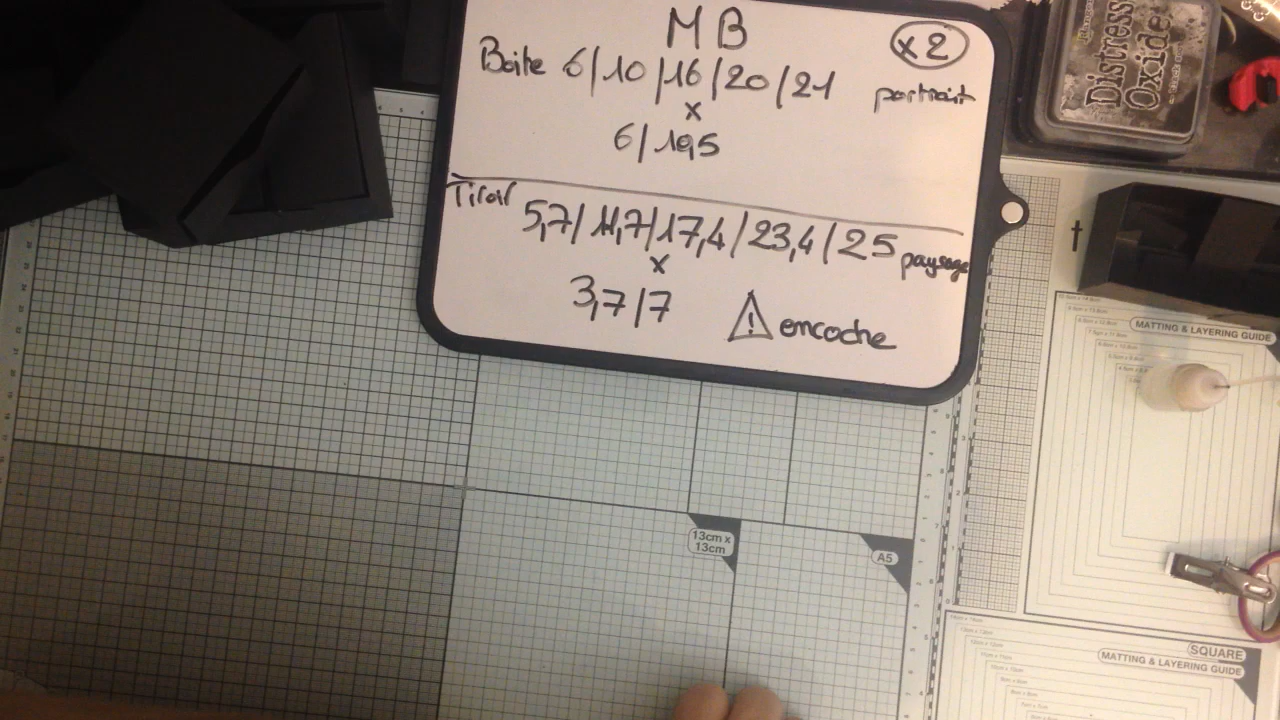 MB
x2
Boite 6/10/16/20/21 portrait
x
6/19,5
Tiroir
5,7/11,7/17,4/23,4/25 paysage
x
3,7/7
encoche
Distress
Oxide
MATTING & LAYERING GUIDE
13cm x
13cm
A5
SQUARE
MATTING & LAYERING GUIDE